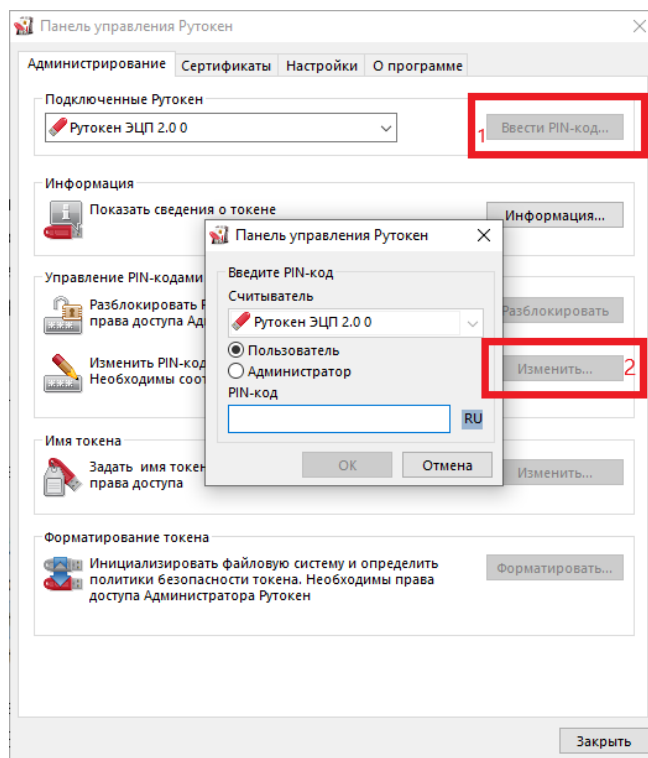 Панель управления Рутокен
Администрирование Сертификаты Настройки О программе
Подключенные Рутокен
Рутокен ЭЦП 2.0 0
1
Ввести PIN-код...
Информация
Показать сведения о токене
Информация...
Панель управления Рутокен
Введите PIN-код
Считыватель
Рутокен ЭЦП 2.0 0
Пользователь
Администратор
PIN-код
RU
ОК
Отмена
Управление PIN-кодами
Разблокировать
права доступа
Разблокировать
Изменить PIN-код
Необходимы
Изменить...
2
Имя токена
Задать имя
права доступа
Изменить...
Форматирование токена
Инициализировать файловую систему и определить
политики безопасности токена. Необходимы права
доступа Администратора Рутокен
Форматировать...
Закрыть